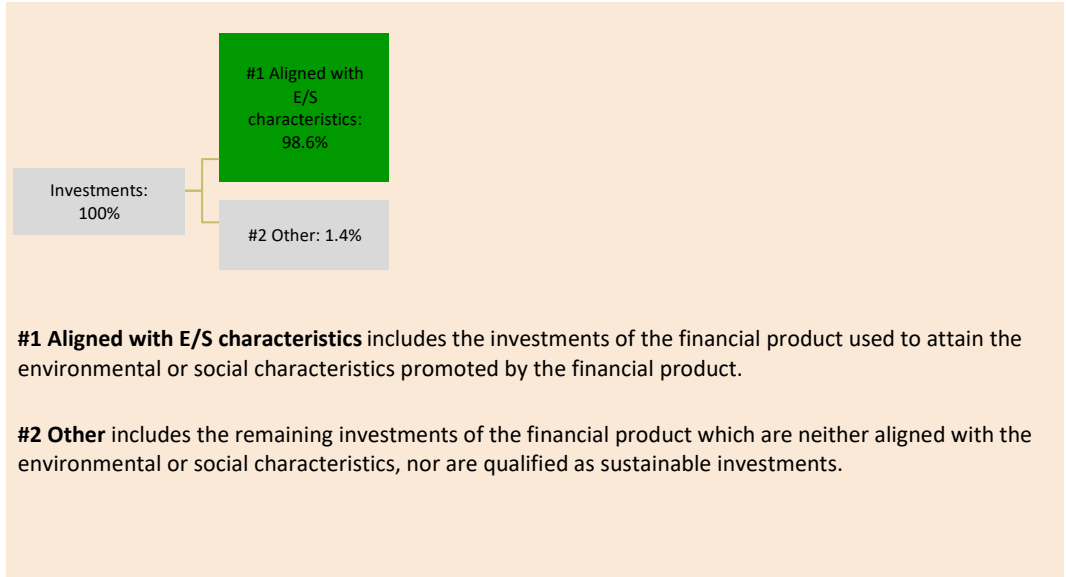 #1 Aligned with
E/S
characteristics:
98.6%
Investments:
100%
#2 Other: 1.4%
#1 Aligned with E/S characteristics includes the investments of the financial product used to attain the
environmental or social characteristics promoted by the financial product.
#2 Other includes the remaining investments of the financial product which are neither aligned with the
environmental or social characteristics, nor are qualified as sustainable investments.